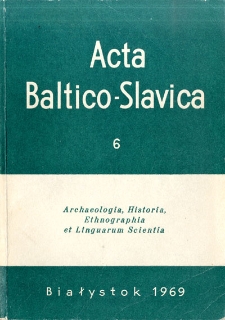 Acta
Baltico-Slavica
6
Archaeologia, Historia,
Ethnographia
et Linguarum Scientia
Białystok 1969